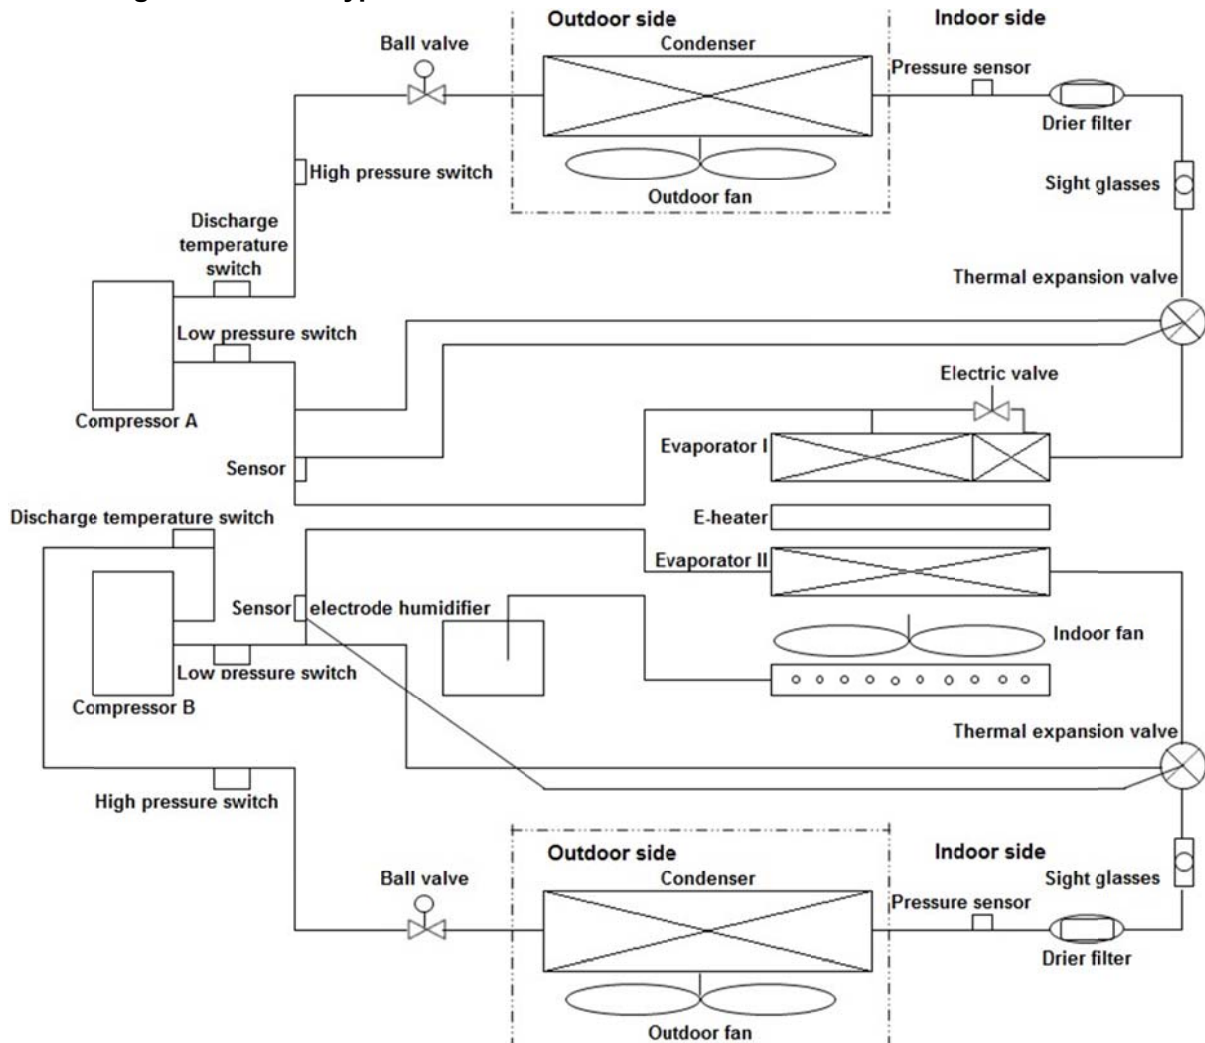 Outdoor side
Indoor side
Ball valve
Condenser
Pressure sensor
Drier filter
High pressure switch
Outdoor fan
Sight glasses
Discharge
temperature
switch
Thermal expansion valve
Low pressure switch
Electric valve
Compressor A
Evaporator I
Sensor
E-heater
Discharge temperature switch
Evaporator II
Sensor
electrode humidifier
Indoor fan
Low pressure switch
Compressor B
Thermal expansion valve
High pressure switch
Outdoor side
Indoor side
Ball valve
Condenser
Sight glasses
Pressure sensor
Drier filter
Outdoor fan